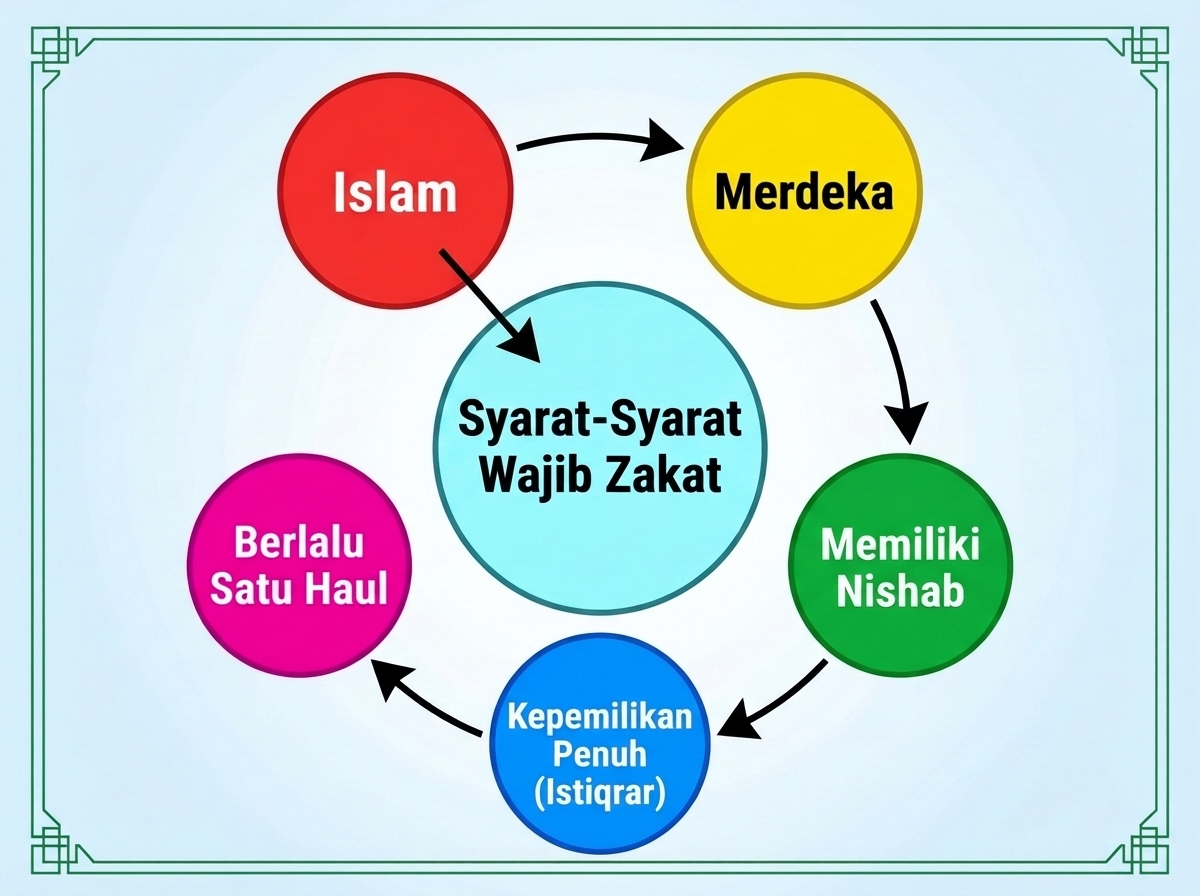 Islam
Merdeka
Syarat-Syarat
Wajib Zakat
Berlalu
Satu Haul
Memiliki
Nishab
Kepemilikan
Penuh
(Istiqrar)